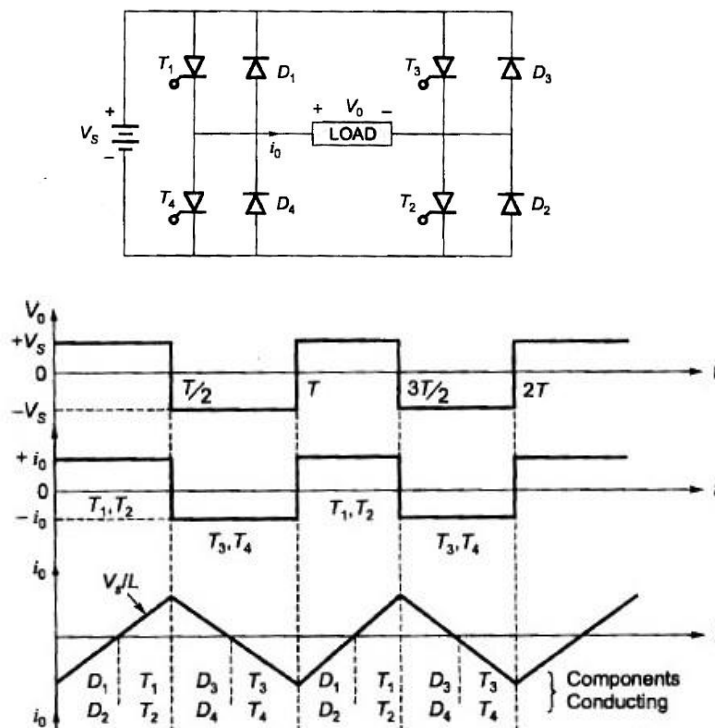 T1 D1 T3 D3
+ V0 −
+
VS LOAD
− i0
T4 D4 T2 D2
V0
+VS
0
T/2 T 3T/2 2T
−VS
+ i0
0
T1, T2 T1, T2
− i0
T3, T4 T3, T4
i0
Vs/L
D1 T1 D3 T3 D1 T1 D3 T3 Components
D2 T2 D4 T4 D2 T2 D4 T4 Conducting
i0